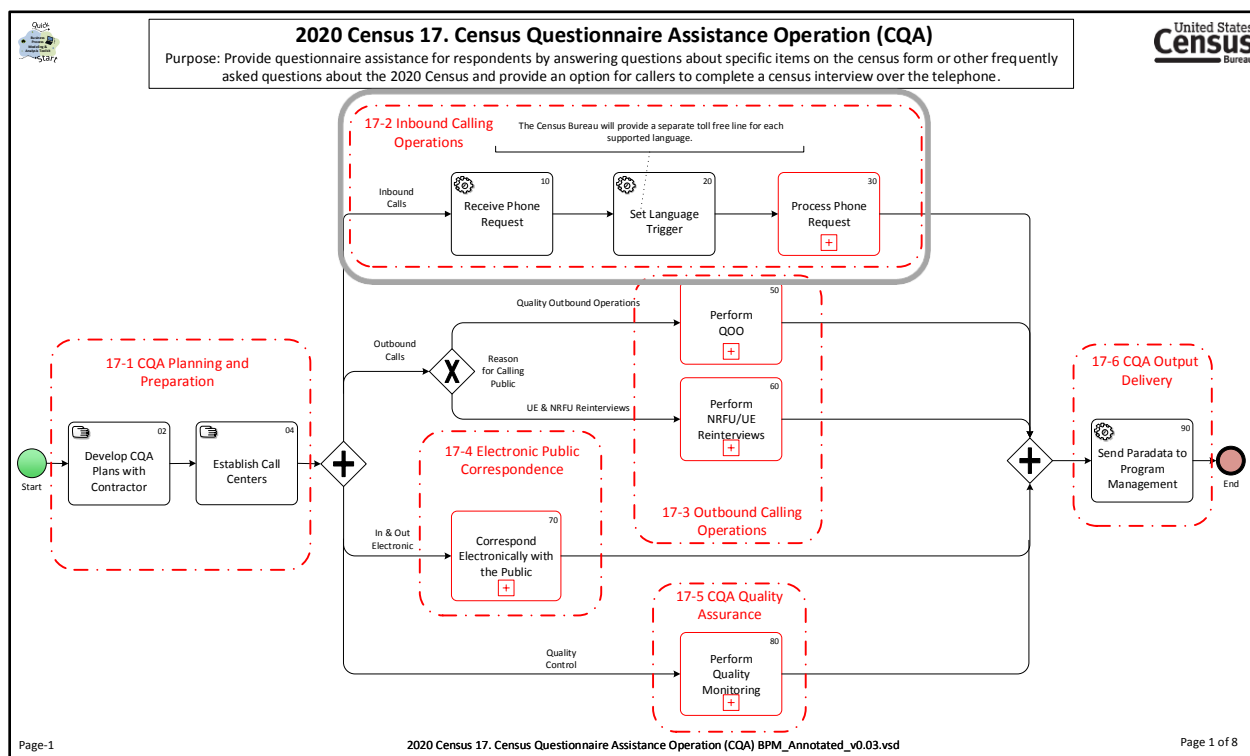 Quick
Business
Process
Modeling &
Analysis Toolkit
Start
2020 Census 17. Census Questionnaire Assistance Operation (CQA)
Purpose: Provide questionnaire assistance for respondents by answering questions about specific items on the census form or other frequently
asked questions about the 2020 Census and provide an option for callers to complete a census interview over the telephone.
United States
Census
Bureau
17-2 Inbound Calling
Operations
The Census Bureau will provide a separate toll free line for each
supported language.
Inbound
Calls
10
Receive Phone
Request
20
Set Language
Trigger
30
Process Phone
Request
Quality Outbound Operations
50
Perform
QOO
Outbound
Calls
X
Reason
for Calling
Public
UE & NRFU Reinterviews
60
Perform
NRFU/UE
Reinterviews
17-3 Outbound Calling
Operations
17-1 CQA Planning and
Preparation
Start
02
Develop CQA
Plans with
Contractor
04
Establish Call
Centers
17-4 Electronic Public
Correspondence
In & Out
Electronic
70
Correspond
Electronically with
the Public
17-5 CQA Quality
Assurance
Quality
Control
80
Perform
Quality
Monitoring
17-6 CQA Output
Delivery
90
Send Paradata to
Program
Management
End
Page-1
2020 Census 17. Census Questionnaire Assistance Operation (CQA) BPM_Annotated_v0.03.vsd
Page 1 of 8